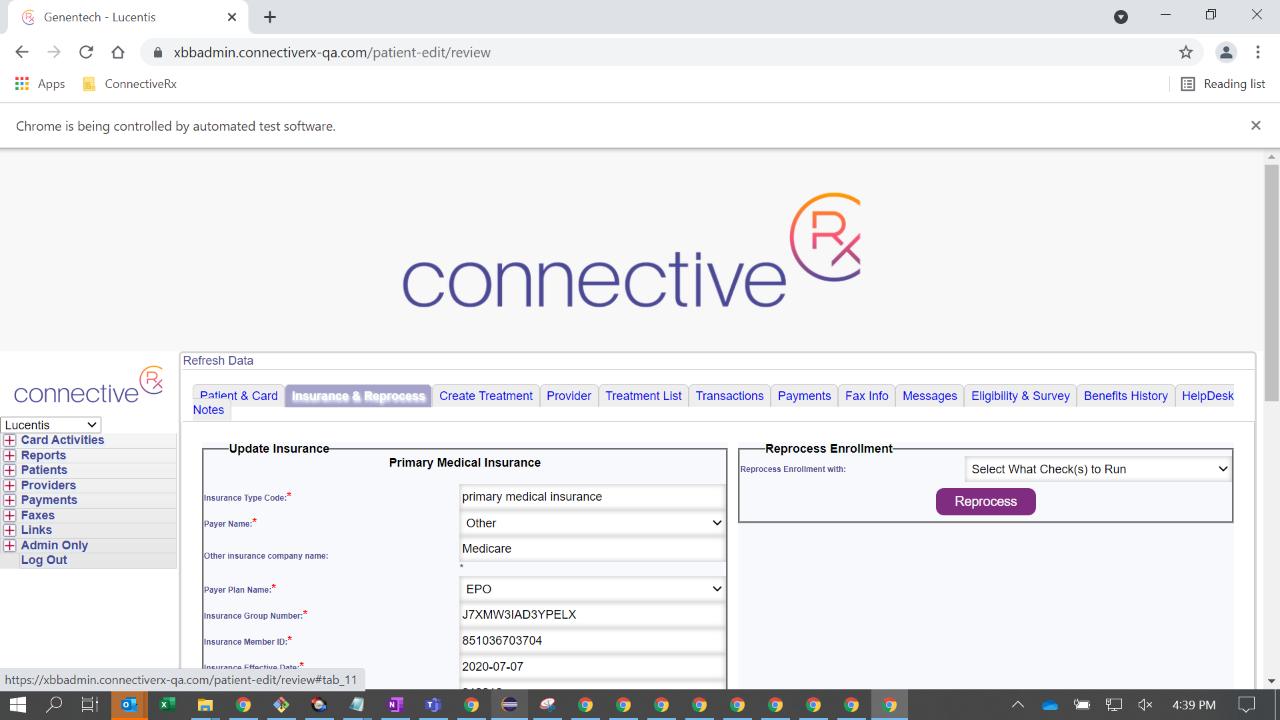 Genentech - Lucentis
xbbadmin.connectiverx-qa.com/patient-edit/review
Apps
ConnectiveRx
Reading list
Chrome is being controlled by automated test software.
connective Rx
connective Rx
Lucentis
Card Activities
Reports
Patients
Providers
Payments
Faxes
Links
Admin Only
Log Out
Refresh Data
Patient & Card Insurance & Reprocess Create Treatment Provider Treatment List Transactions Payments Fax Info Messages Eligibility & Survey Benefits History HelpDesk
Notes
Update Insurance
Primary Medical Insurance
Insurance Type Code:* primary medical insurance
Payer Name:* Other
Other insurance company name: Medicare
*
Payer Plan Name:* EPO
Insurance Group Number:* J7XMW3IAD3YPELX
Insurance Member ID:* 851036703704
Insurance Effective Date:* 2020-07-07
Reprocess Enrollment
Reprocess Enrollment with: Select What Check(s) to Run
Reprocess
https://xbbadmin.connectiverx-qa.com/patient-edit/review#tab_11
4:39 PM